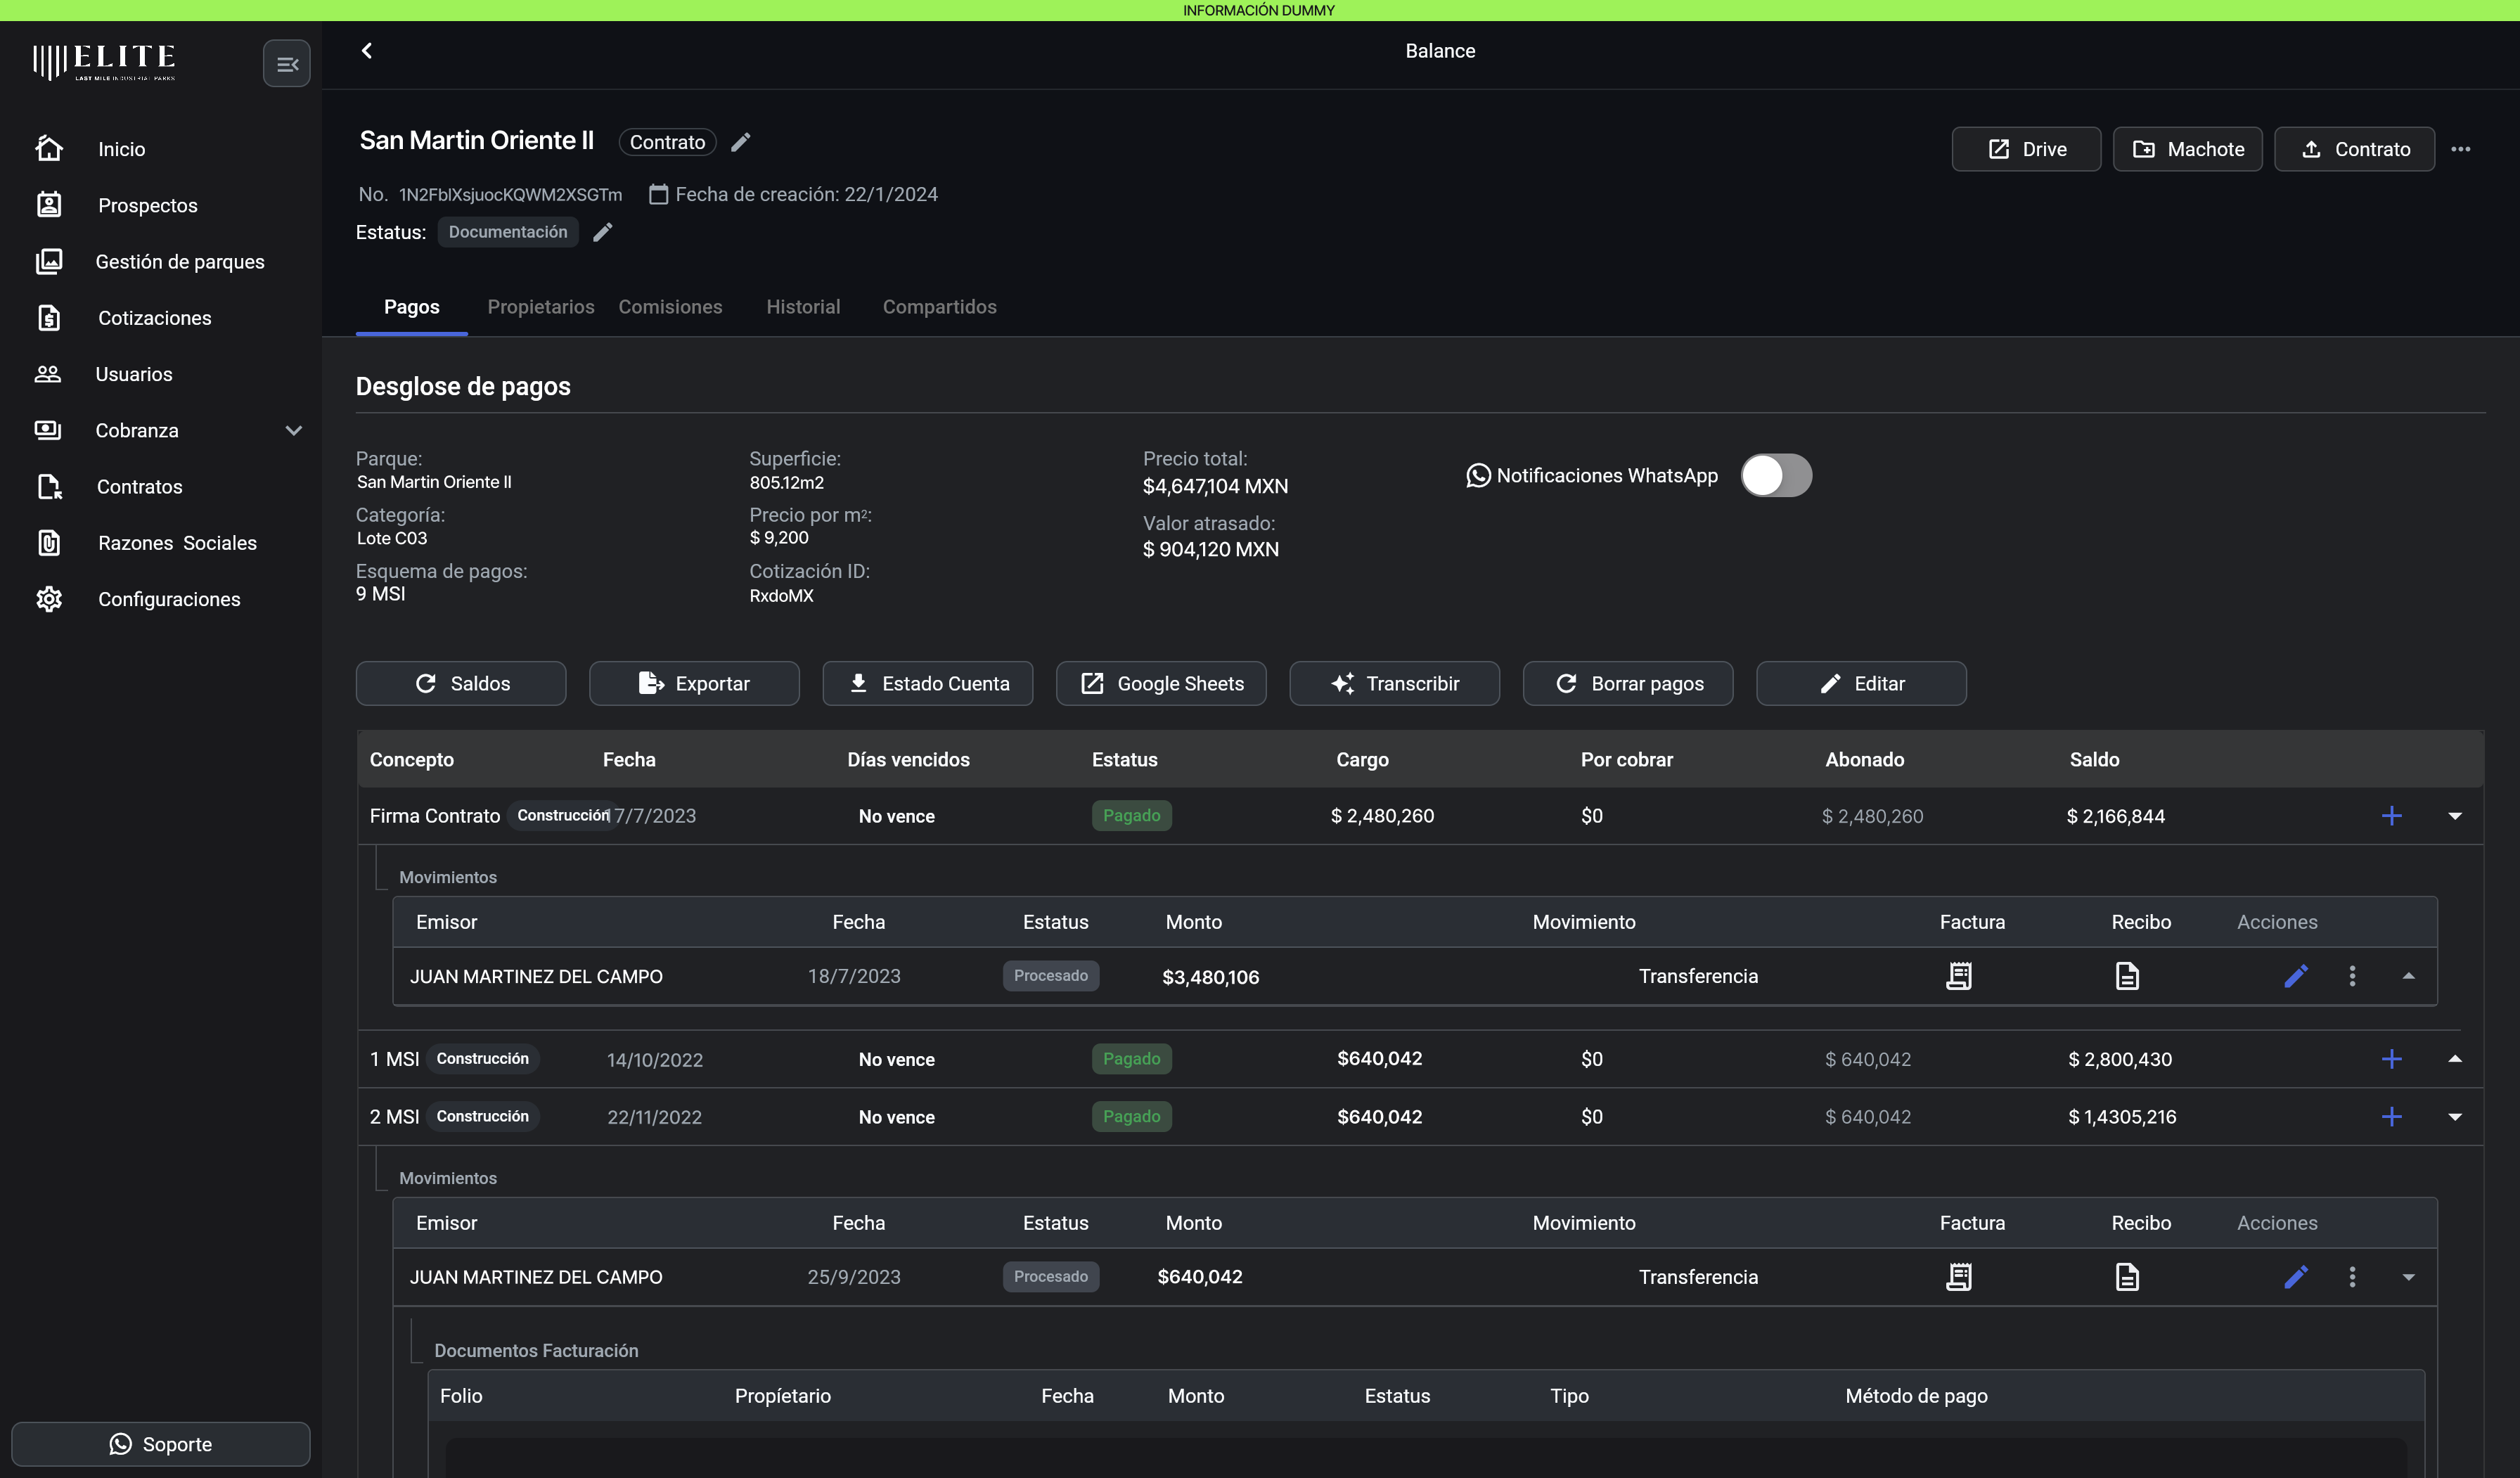 INFORMACIÓN DUMMY
ELITE
LAST MILE INDUSTRIAL PARKS
Balance
Inicio
Prospectos
Gestión de parques
Cotizaciones
Usuarios
Cobranza
Contratos
Razones Sociales
Configuraciones
Soporte
San Martin Oriente II Contrato
Drive Machote Contrato
No. 1N2FblXsjuocKQWM2XSGTm Fecha de creación: 22/1/2024
Estatus: Documentación
Pagos Propietarios Comisiones Historial Compartidos
Desglose de pagos
Parque:
San Martin Oriente II
Categoría:
Lote C03
Esquema de pagos:
9 MSI
Superficie:
805.12m2
Precio por m²:
$ 9,200
Cotización ID:
RxdoMX
Precio total:
$4,647,104 MXN
Valor atrasado:
$ 904,120 MXN
Notificaciones WhatsApp
Saldos Exportar Estado Cuenta Google Sheets Transcribir Borrar pagos Editar
Concepto Fecha Días vencidos Estatus Cargo Por cobrar Abonado Saldo
Firma Contrato Construcción 17/7/2023 No vence Pagado $ 2,480,260 $0 $ 2,480,260 $ 2,166,844
Movimientos
Emisor Fecha Estatus Monto Movimiento Factura Recibo Acciones
JUAN MARTINEZ DEL CAMPO 18/7/2023 Procesado $3,480,106 Transferencia
1 MSI Construcción 14/10/2022 No vence Pagado $640,042 $0 $ 640,042 $ 2,800,430
2 MSI Construcción 22/11/2022 No vence Pagado $640,042 $0 $ 640,042 $ 1,4305,216
Movimientos
Emisor Fecha Estatus Monto Movimiento Factura Recibo Acciones
JUAN MARTINEZ DEL CAMPO 25/9/2023 Procesado $640,042 Transferencia
Documentos Facturación
Folio Propíetario Fecha Monto Estatus Tipo Método de pago